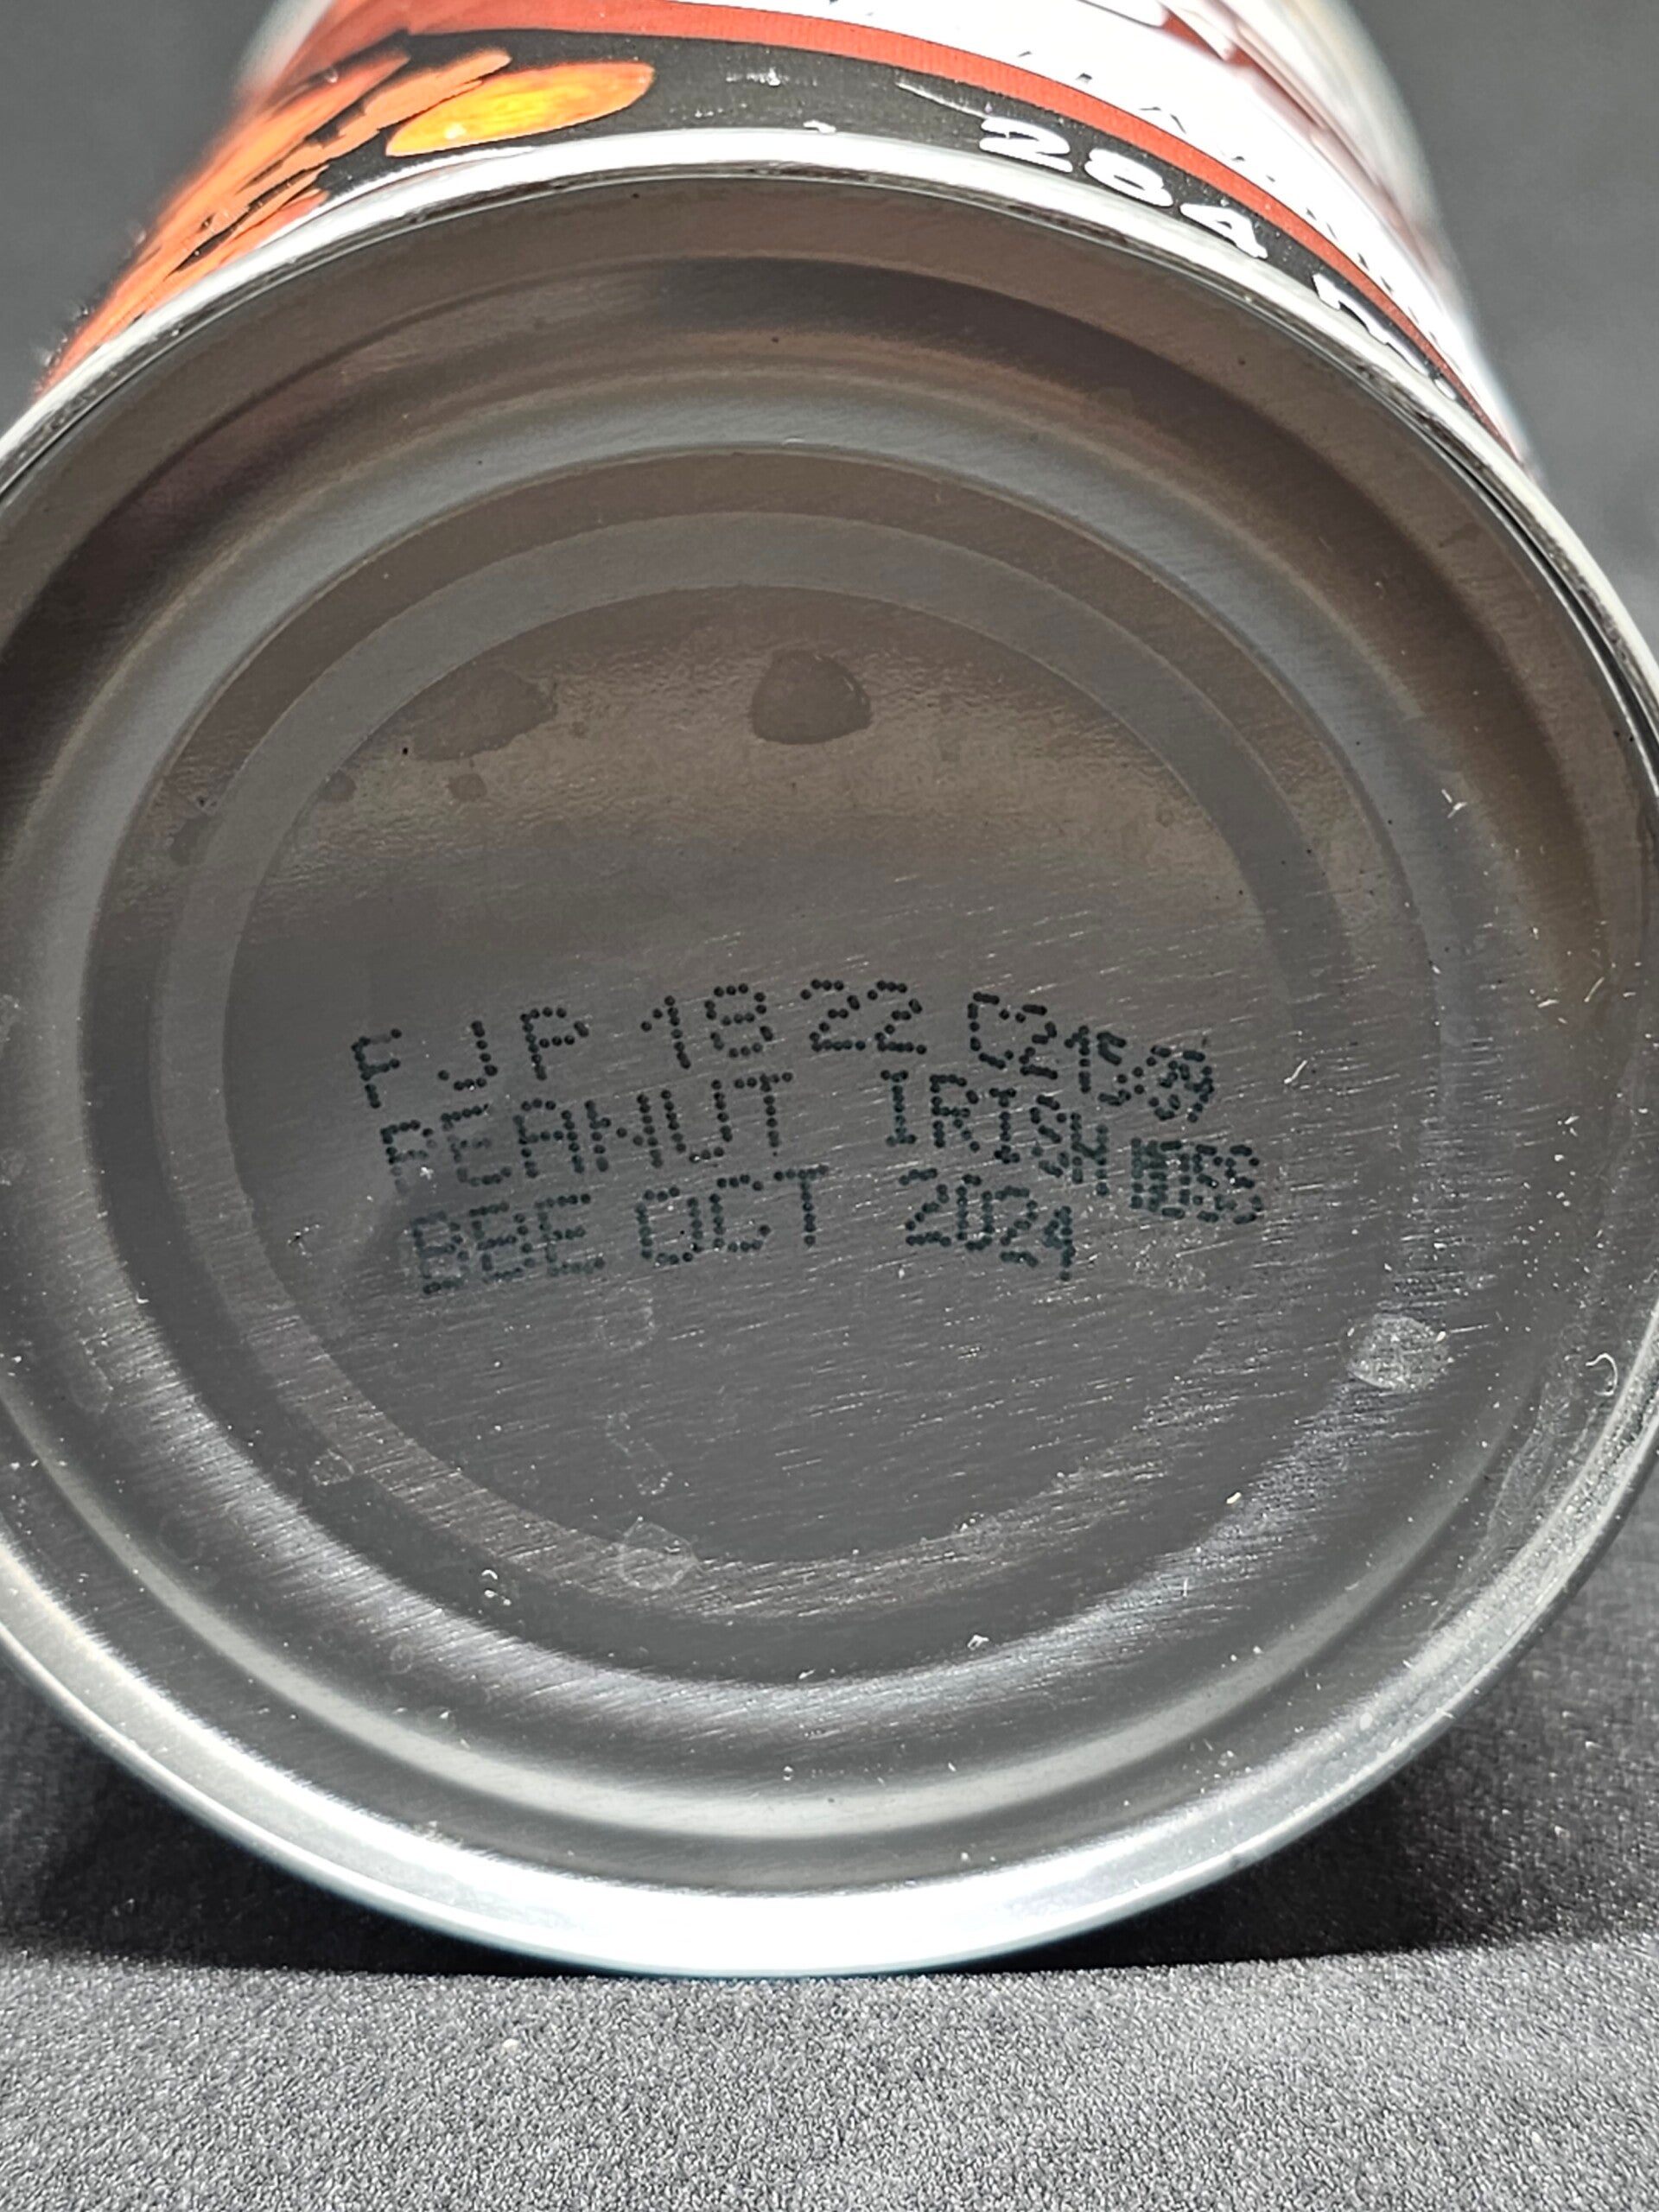 284 m
FJP 18 22
PEANUT IRISH
BBE OCT 2024